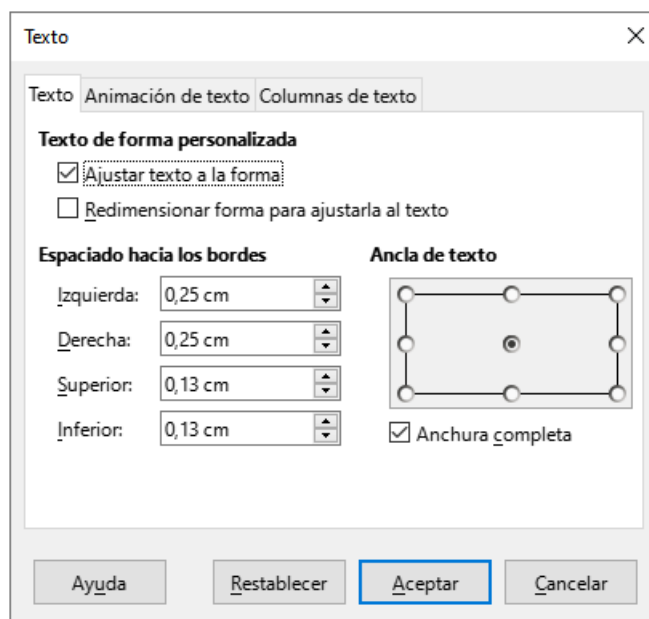 Texto
Texto Animación de texto Columnas de texto
Texto de forma personalizada
Ajustar texto a la forma
Redimensionar forma para ajustarla al texto
Espaciado hacia los bordes Ancla de texto
Izquierda: 0,25 cm
Derecha: 0,25 cm
Superior: 0,13 cm
Inferior: 0,13 cm
Anchura completa
Ayuda Restablecer Aceptar Cancelar